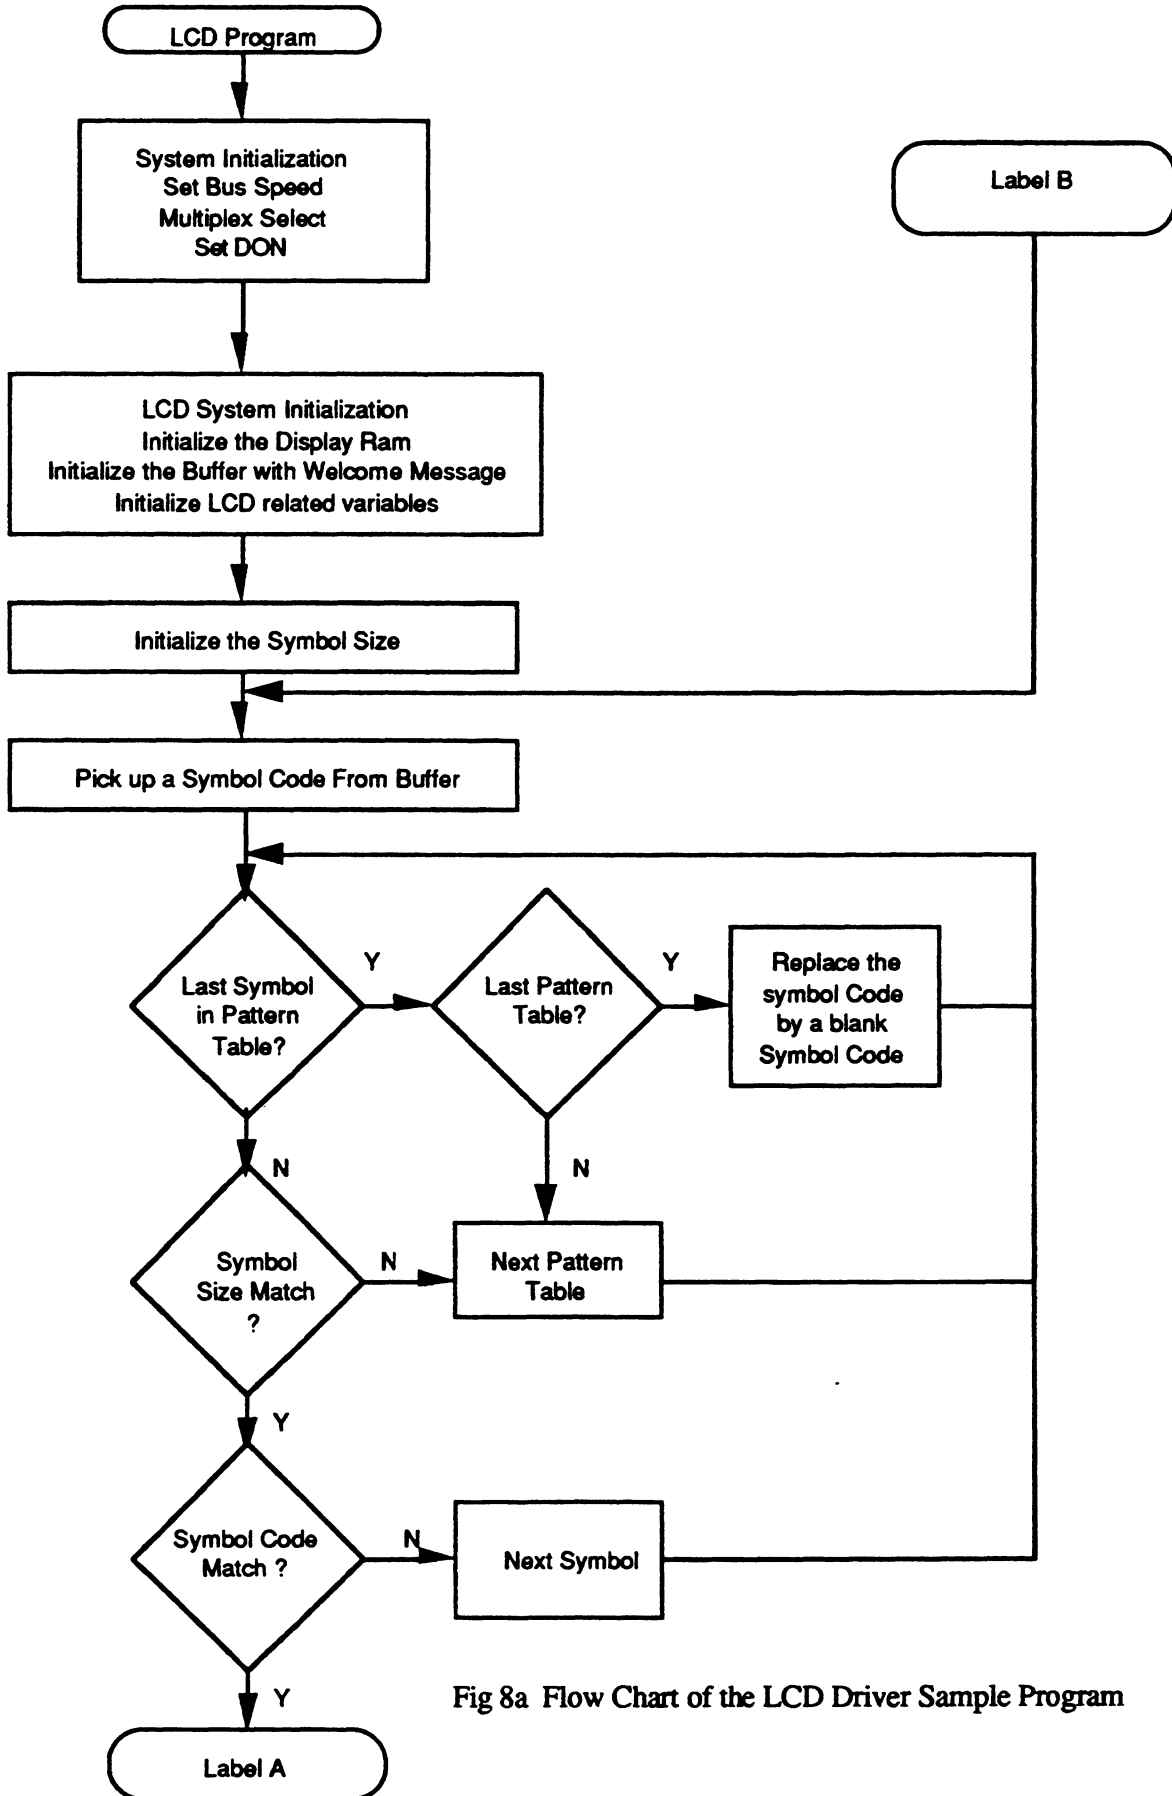 LCD Program
System Initialization
Set Bus Speed
Multiplex Select
Set DON
Label B
LCD System Initialization
Initialize the Display Ram
Initialize the Buffer with Welcome Message
Initialize LCD related variables
Initialize the Symbol Size
Pick up a Symbol Code From Buffer
Last Symbol
in Pattern
Table?
Y
Last Pattern
Table?
Y
Replace the
symbol Code
by a blank
Symbol Code
N
N
Symbol
Size Match
?
N
Next Pattern
Table
Y
Symbol Code
Match ?
N
Next Symbol
Y
Fig 8a Flow Chart of the LCD Driver Sample Program
Label A